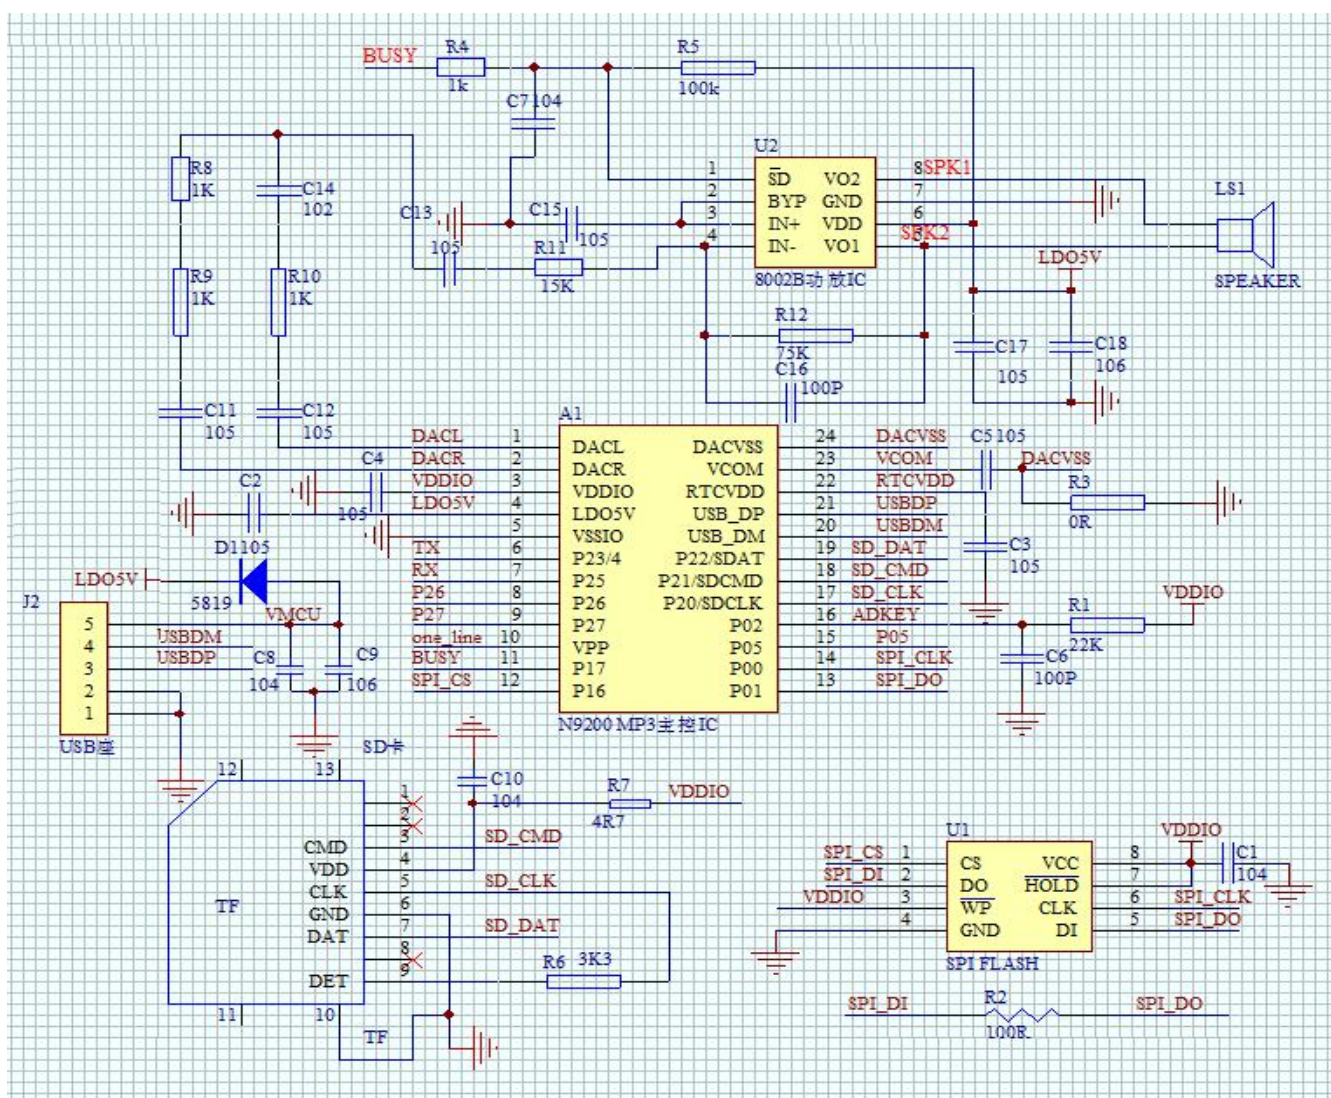 BUSY
R4
1k
R5
100k
C7 104
U2
R8
1K
C14
102
1
2
3
4
SD
BYP
IN+
IN-
VO2
GND
VDD
VO1
8
7
6
5
SPK1
SPK2
LS1
SPEAKER
C13
105
C15
105
R11
15K
8002B功放IC
LDO5V
R9
1K
R10
1K
R12
75K
C16
100P
C17
105
C18
106
C11
105
C12
105
A1
DACL 1 DACL DACVSS 24 DACVSS
DACR 2 DACR VCOM 23 VCOM
VDDIO 3 VDDIO RTCVDD 22 RTCVDD
LDO5V 4 LDO5V USB_DP 21 USBDP
5 VSSIO USB_DM 20 USBDM
TX 6 P23/4 P22/SDAT 19 SD_DAT
RX 7 P25 P21/SDCMD 18 SD_CMD
P26 8 P26 P20/SDCLK 17 SD_CLK
P27 9 P27 P02 16 ADKEY
one_line 10 VPP P05 15 P05
BUSY 11 P17 P00 14 SPI_CLK
SPI_CS 12 P16 P01 13 SPI_DO
N9200 MP3主控IC
C5 105
DACVSS
R3
0R
C4
105
C2
D1105
5819
LDO5V
C3
105
R1
22K
VDDIO
C6
100P
J2
5
4
3
2
1
VMCU
USBDM
USBDP
C8
104
C9
106
USB座
SD卡
12
13
TF
CMD
VDD
CLK
GND
DAT
DET
1
2
3
4
5
6
7
8
9
11
10
TF
C10
104
R7
4R7
VDDIO
SD_CMD
SD_CLK
SD_DAT
R6 3K3
U1
VDDIO
SPI_CS 1 CS VCC 8
SPI_DI 2 DO HOLD 7
VDDIO 3 WP CLK 6 SPI_CLK
4 GND DI 5 SPI_DO
C1
104
SPI FLASH
SPI_DI
R2
100R
SPI_DO